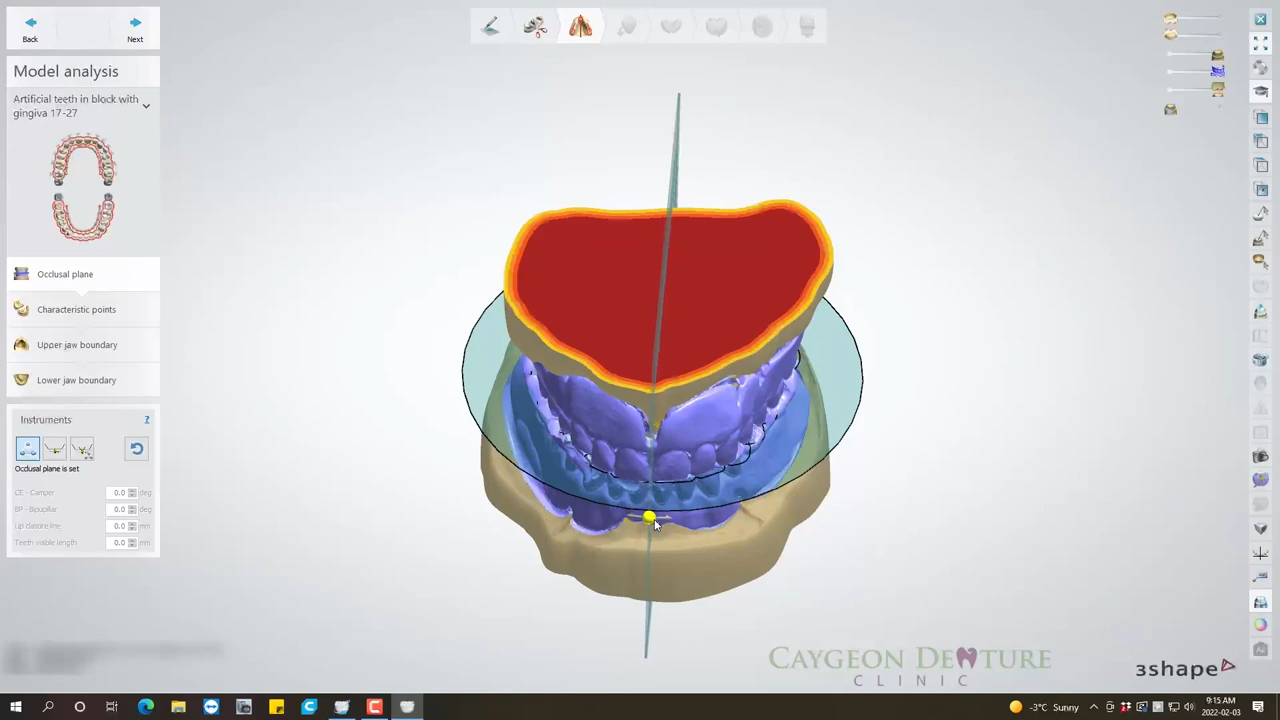 Back
Next
Model analysis
Artificial teeth in block with
gingiva 17-27
Occlusal plane
Characteristic points
Upper jaw boundary
Lower jaw boundary
Instruments
?
Occlusal plane is set
CE - Camper 0.0 deg
BP - Bipupillar 0.0 deg
Lip distore line 0.0 mm
Teeth visible length 0.0 mm
CAYGEON DENTURE
CLINIC
3shape
-3°C Sunny
9:15 AM
2022-02-03